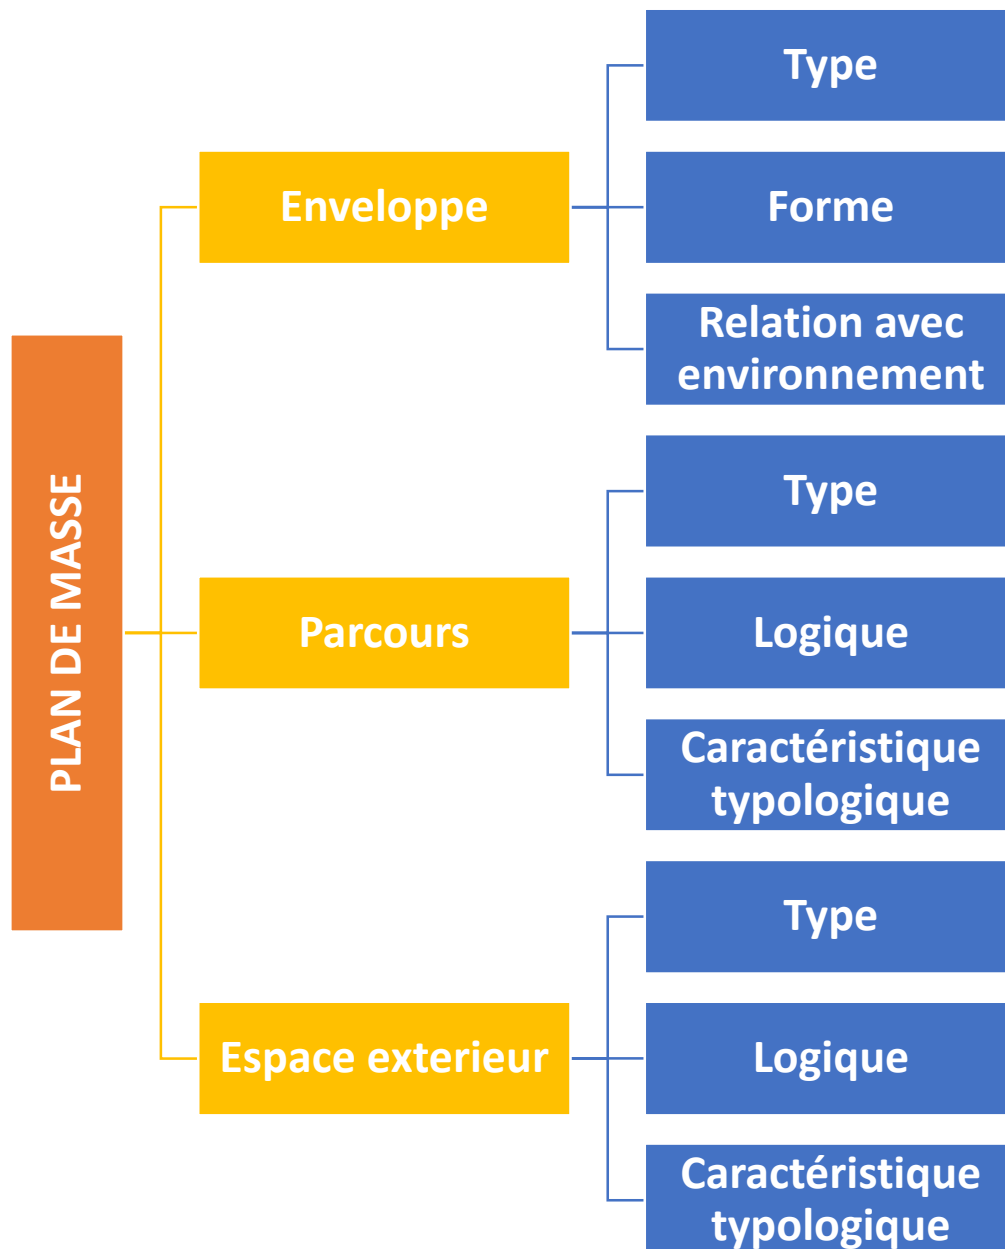 PLAN DE MASSE
Enveloppe
Type
Forme
Relation avec
environnement
Parcours
Type
Logique
Caractéristique
typologique
Espace exterieur
Type
Logique
Caractéristique
typologique